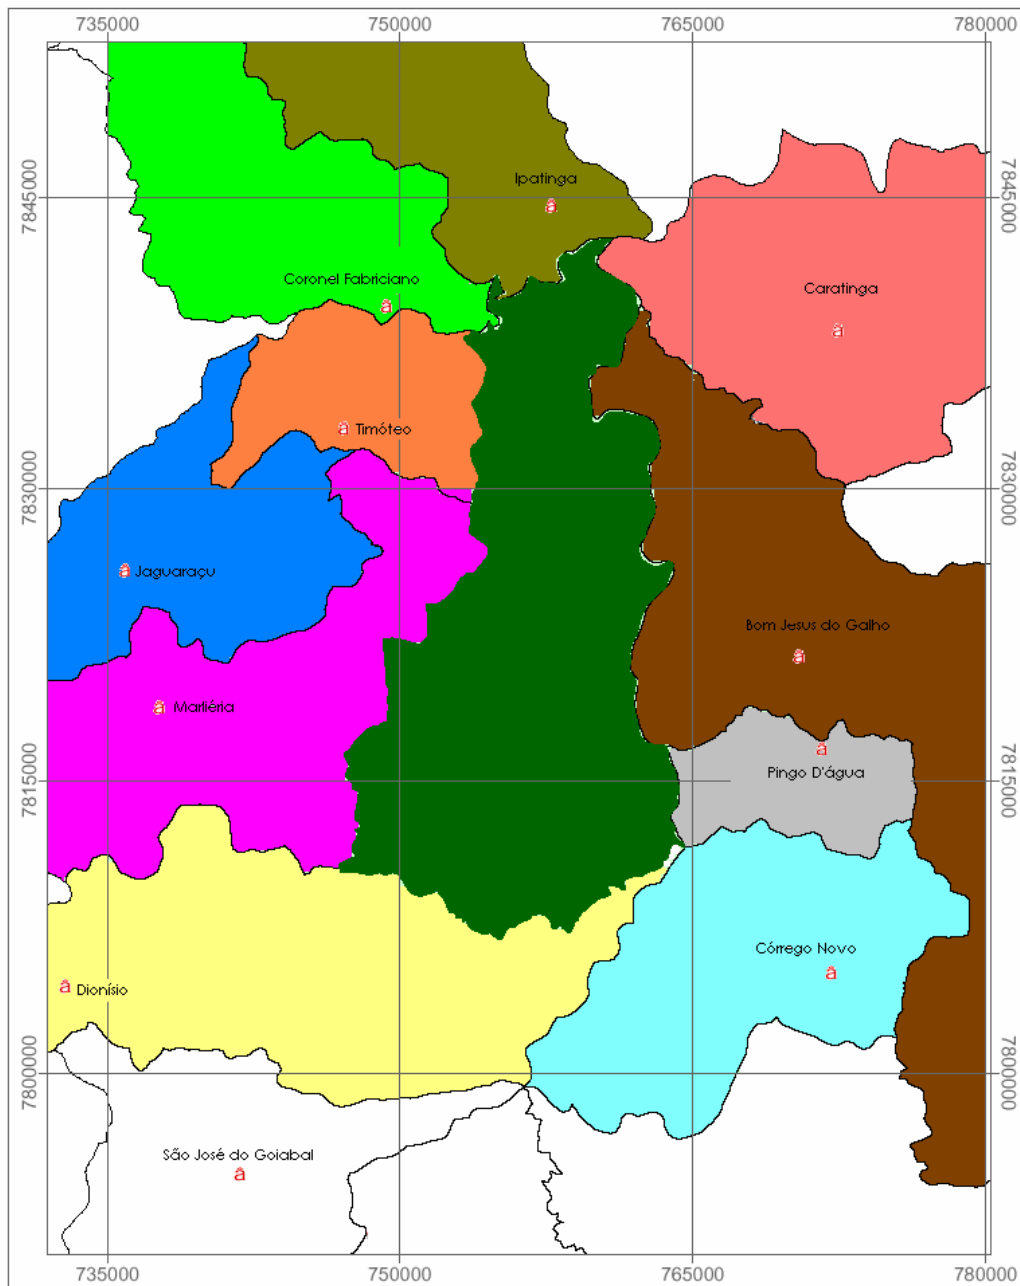 735000 750000 765000 780000
Ipatinga
7845000 7845000
Coronel Fabriciano
â
â
Caratinga
â
â Timóteo
7830000 7830000
â Jaguaraçu
Bom Jesus do Galho
â
â Marliéria
â
Pingo D'água
7815000 7815000
Córrego Novo
â
â Dionísio
7800000 7800000
São José do Goiabal
â
735000 750000 765000 780000